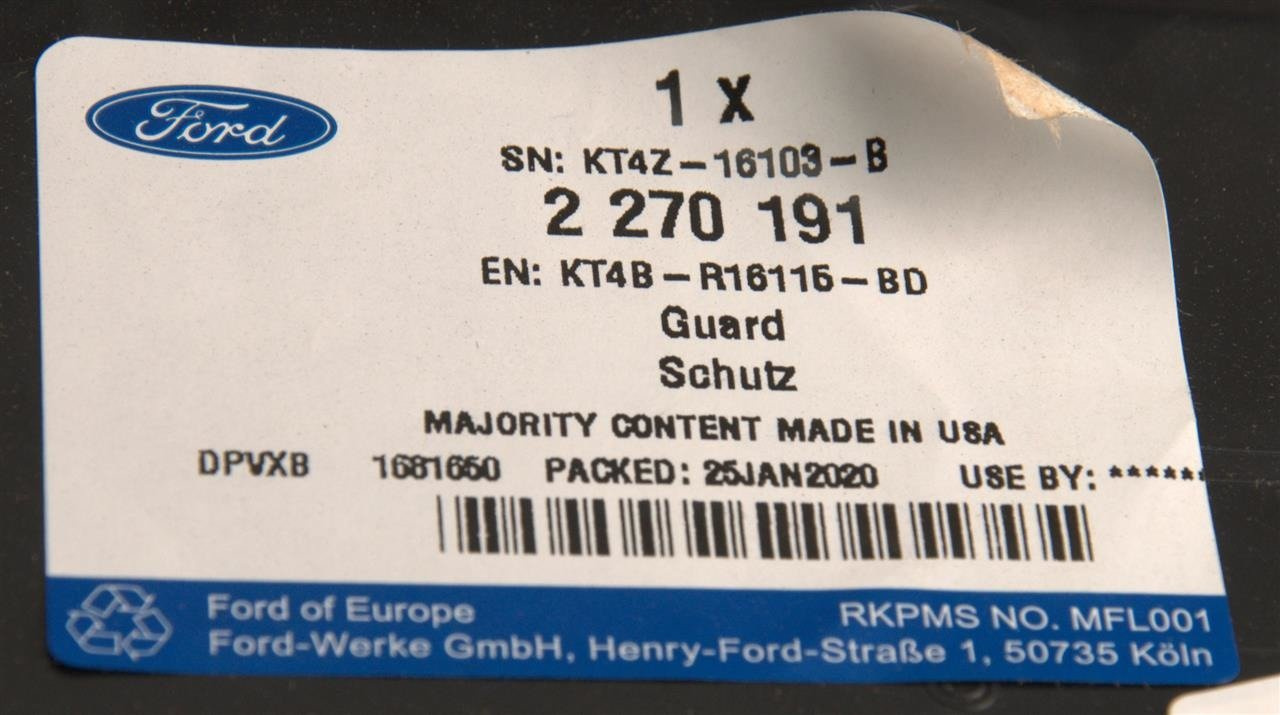 Ford
1 X
SN: KT4Z-16103-B
2 270 191
EN: KT4B-R16115-BD
Guard
Schutz
MAJORITY CONTENT MADE IN USA
DPVXB 1681650 PACKED: 25JAN2020 USE BY: ******
Ford of Europe RKPMS NO. MFL001
Ford-Werke GmbH, Henry-Ford-Straße 1, 50735 Köln